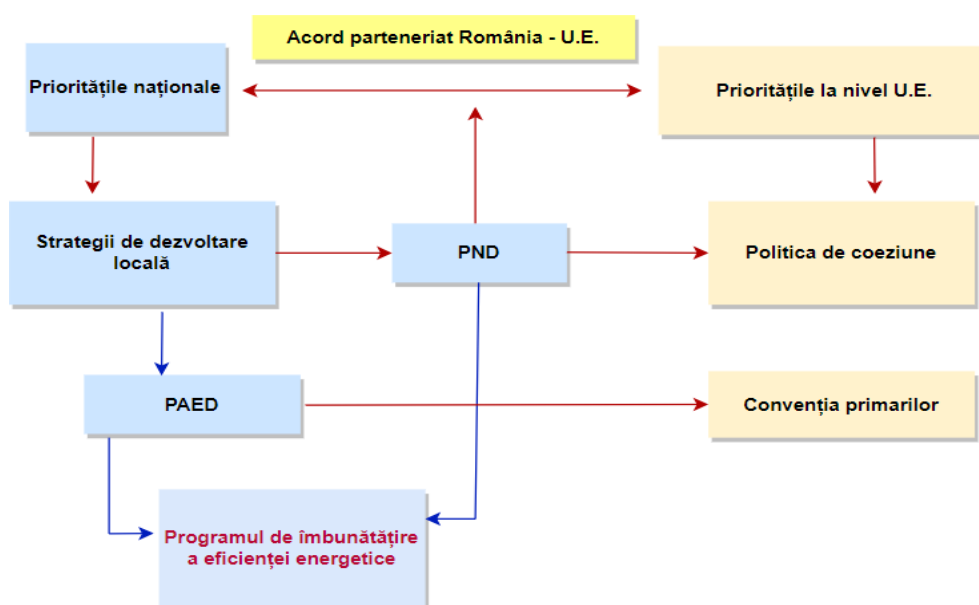 Acord parteneriat România - U.E.
Prioritățile naționale
Prioritățile la nivel U.E.
Strategii de dezvoltare
locală
PND
Politica de coeziune
PAED
Convenția primarilor
Programul de îmbunătățire
a eficienței energetice